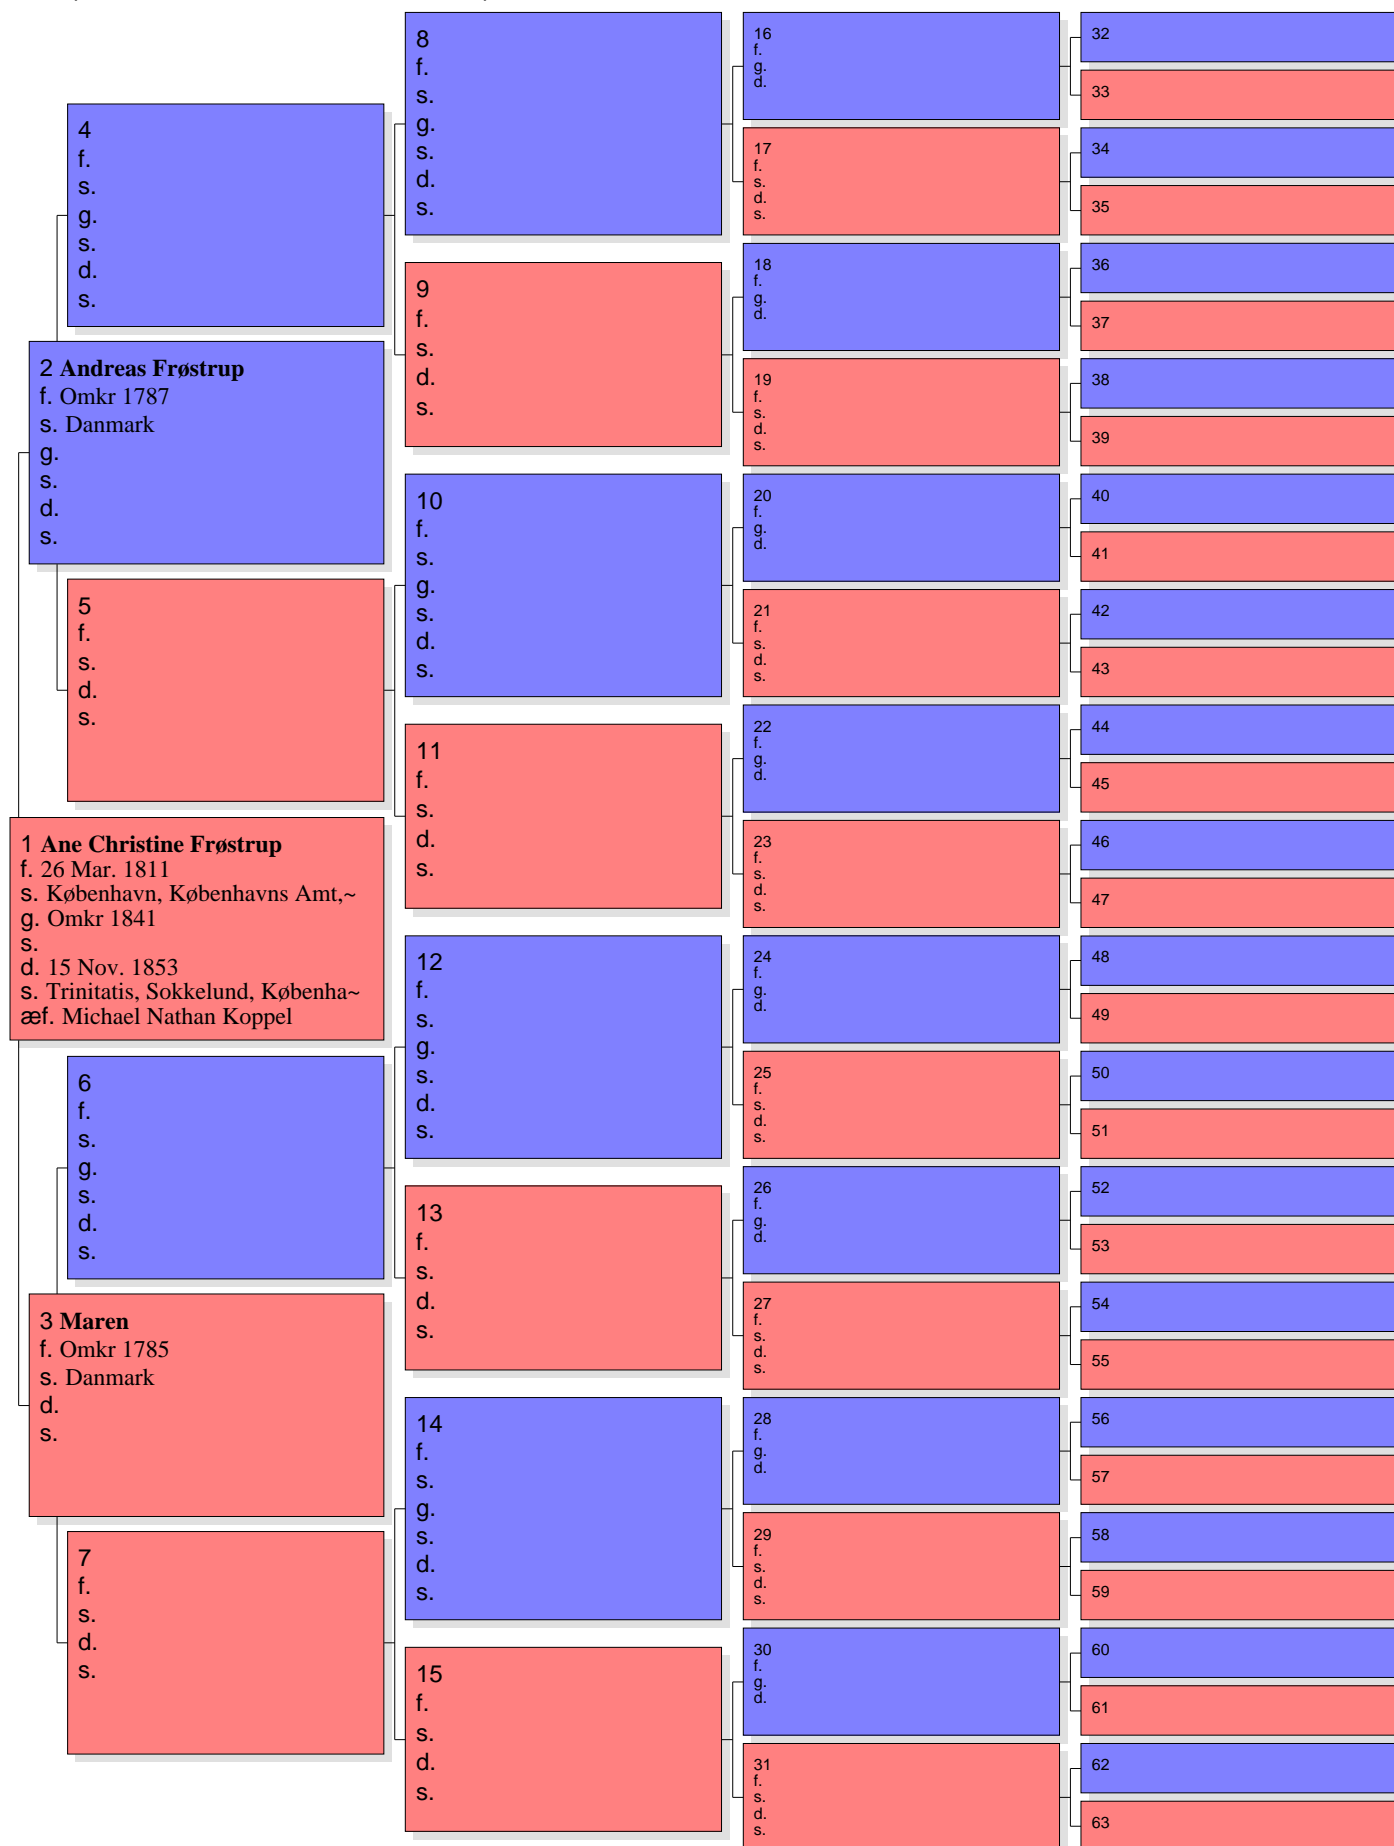 4
f.
s.
g.
s.
d.
s.
2 Andreas Frøstrup
f. Omkr 1787
s. Danmark
g.
s.
d.
s.
5
f.
s.
d.
s.
1 Ane Christine Frøstrup
f. 26 Mar. 1811
s. København, Københavns Amt,~
g. Omkr 1841
s.
d. 15 Nov. 1853
s. Trinitatis, Sokkelund, Københa~
æf. Michael Nathan Koppel
6
f.
s.
g.
s.
d.
s.
3 Maren
f. Omkr 1785
s. Danmark
d.
s.
7
f.
s.
d.
s.
8
f.
s.
g.
s.
d.
s.
9
f.
s.
d.
s.
10
f.
s.
g.
s.
d.
s.
11
f.
s.
d.
s.
12
f.
s.
g.
s.
d.
s.
13
f.
s.
d.
s.
14
f.
s.
g.
s.
d.
s.
15
f.
s.
d.
s.
16
f.
g.
d.
17
f.
s.
d.
s.
18
f.
g.
d.
19
f.
s.
d.
s.
20
f.
g.
d.
21
f.
s.
d.
s.
22
f.
g.
d.
23
f.
s.
d.
s.
24
f.
g.
d.
25
f.
s.
d.
s.
26
f.
g.
d.
27
f.
s.
d.
s.
28
f.
g.
d.
29
f.
s.
d.
s.
30
f.
g.
d.
31
f.
s.
d.
s.
32
33
34
35
36
37
38
39
40
41
42
43
44
45
46
47
48
49
50
51
52
53
54
55
56
57
58
59
60
61
62
63